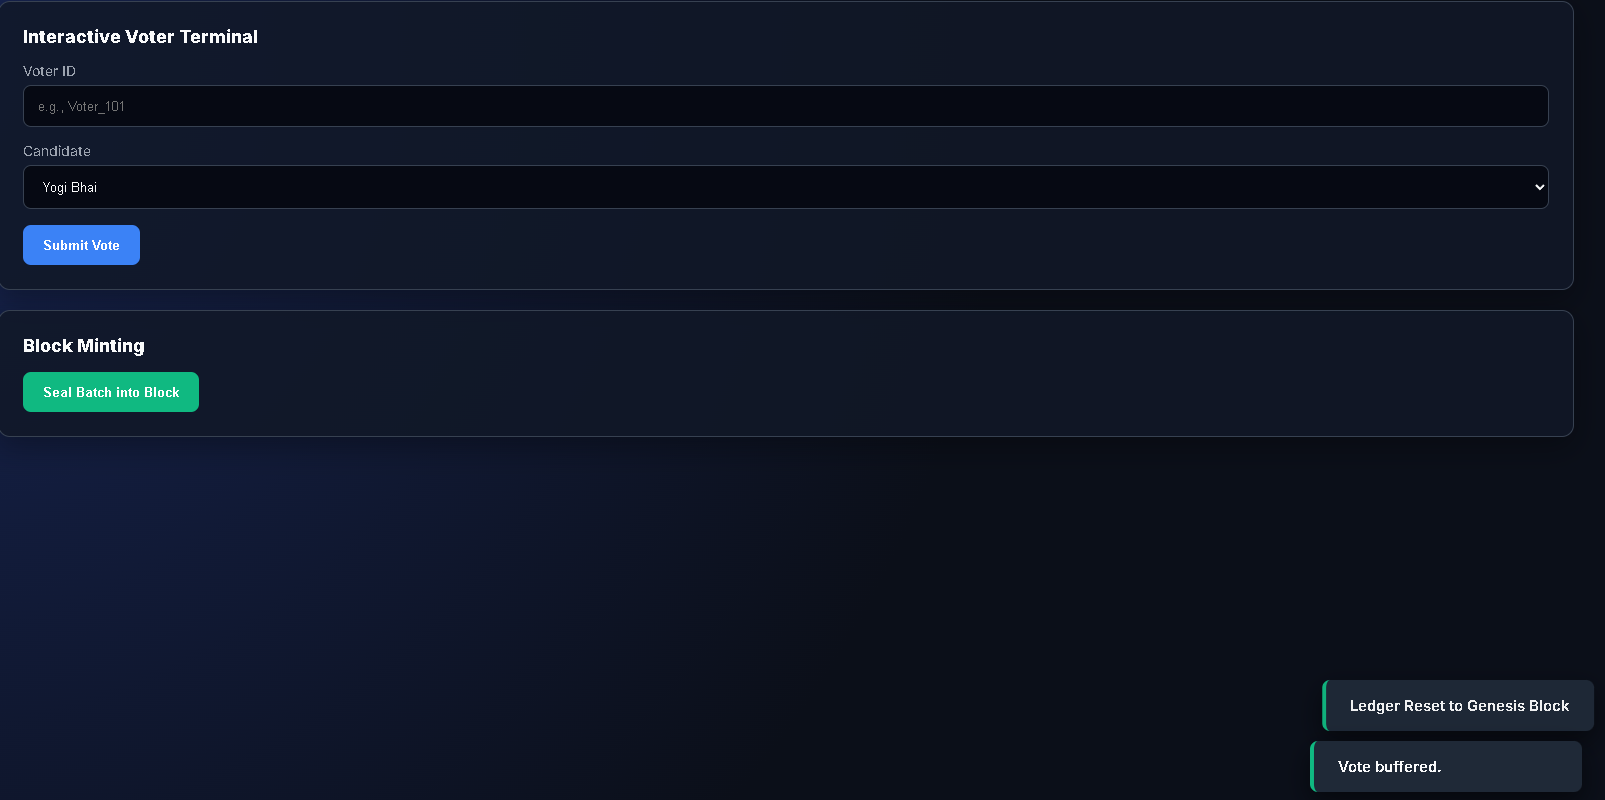 Interactive Voter Terminal
Voter ID
e.g., Voter_101
Candidate
Yogi Bhai
Submit Vote
Block Minting
Seal Batch into Block
Ledger Reset to Genesis Block
Vote buffered.